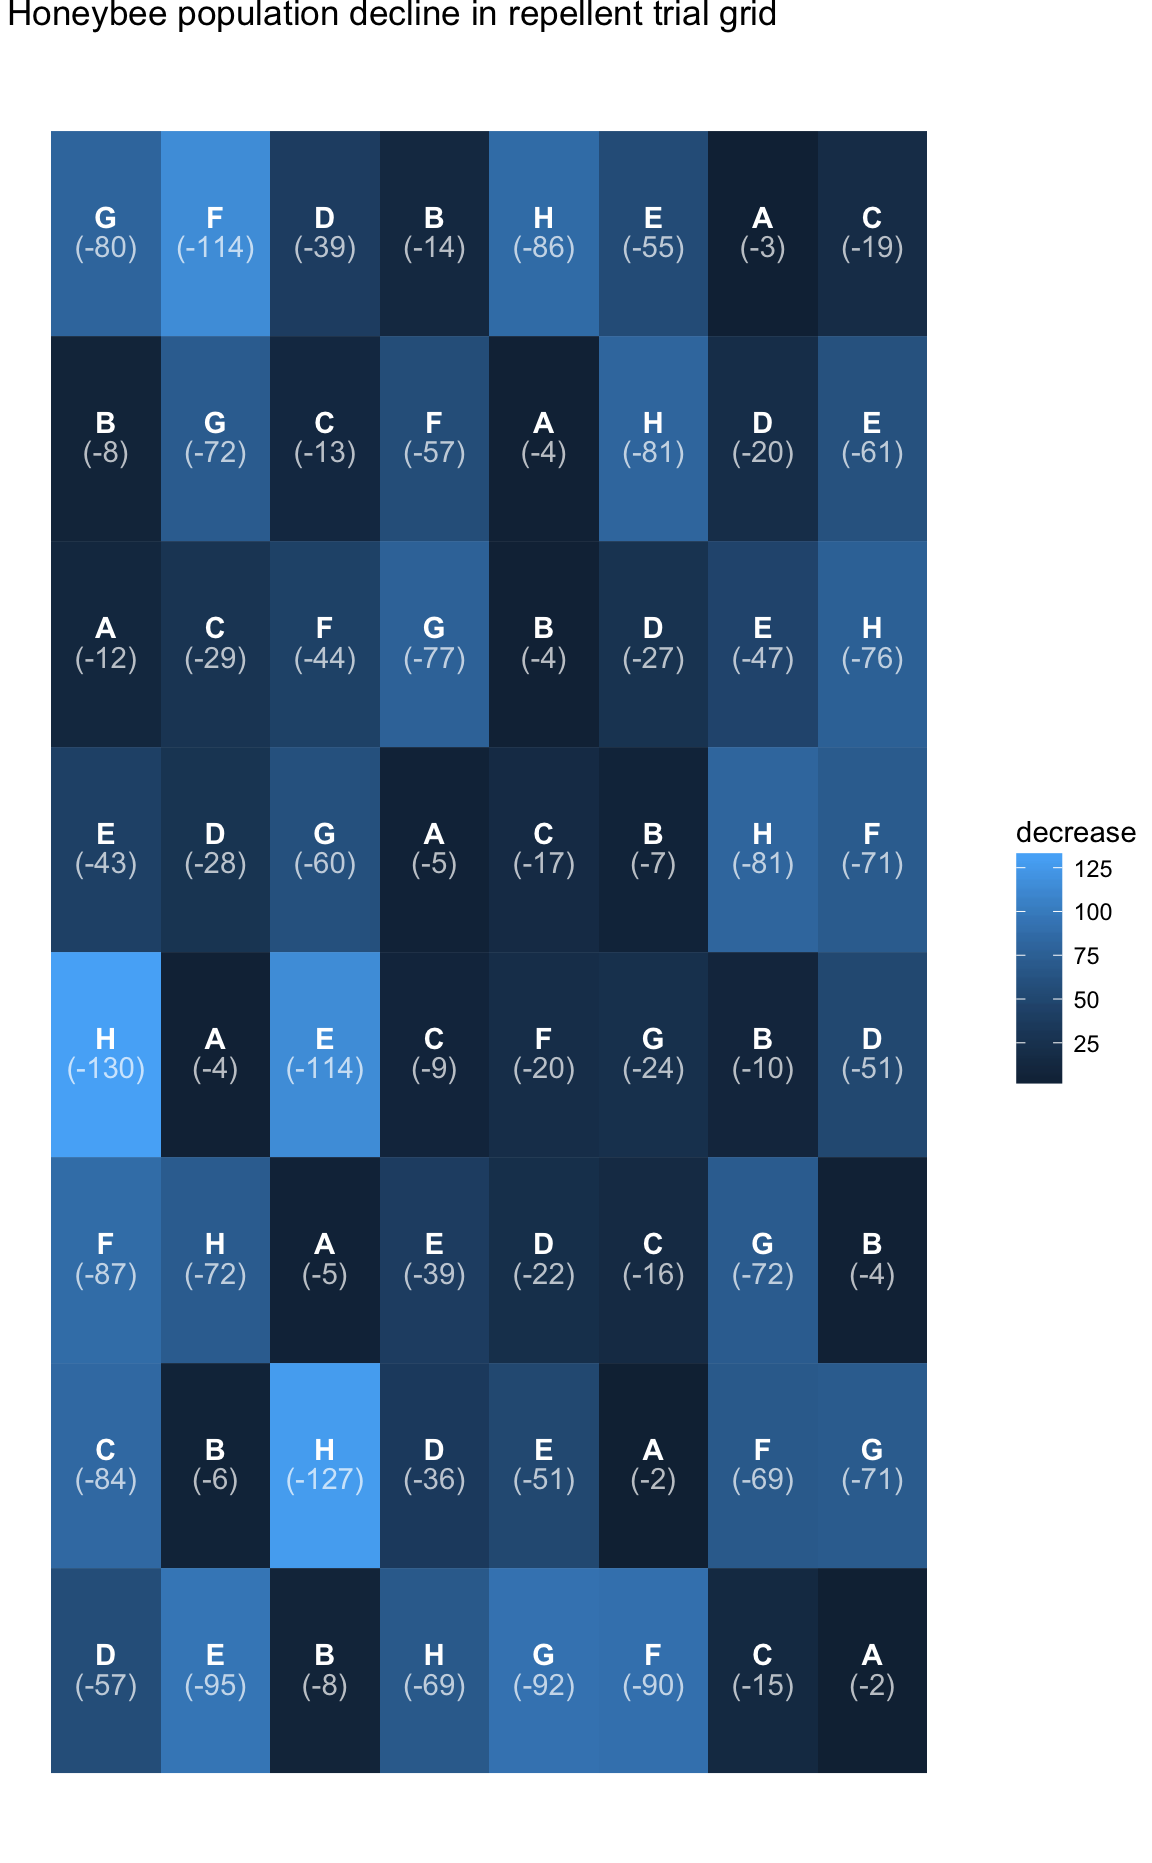 Honeybee population decline in repellent trial grid
G F D B H E A C
(-80) (-114) (-39) (-14) (-86) (-55) (-3) (-19)
B G C F A H D E
(-8) (-72) (-13) (-57) (-4) (-81) (-20) (-61)
A C F G B D E H
(-12) (-29) (-44) (-77) (-4) (-27) (-47) (-76)
E D G A C B H F
(-43) (-28) (-60) (-5) (-17) (-7) (-81) (-71)
H A E C F G B D
(-130) (-4) (-114) (-9) (-20) (-24) (-10) (-51)
F H A E D C G B
(-87) (-72) (-5) (-39) (-22) (-16) (-72) (-4)
C B H D E A F G
(-84) (-6) (-127) (-36) (-51) (-2) (-69) (-71)
D E B H G F C A
(-57) (-95) (-8) (-69) (-92) (-90) (-15) (-2)
decrease
125
100
75
50
25